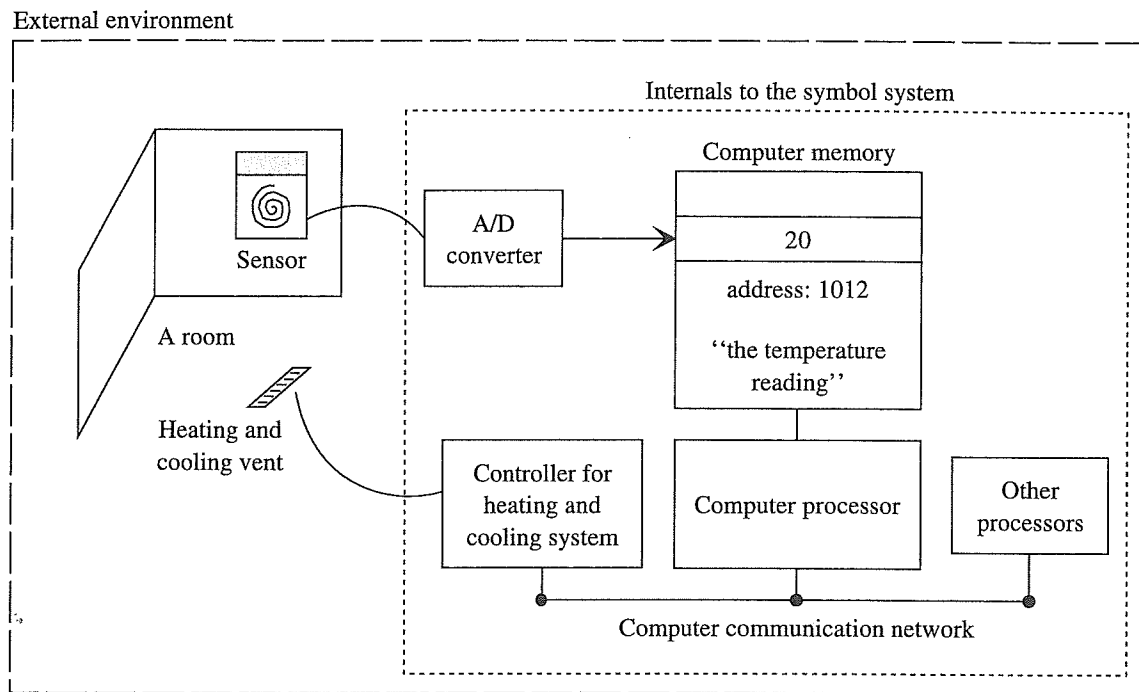 External environment
Internals to the symbol system
Computer memory
20
address: 1012
‘‘the temperature
reading’’
A/D
converter
Sensor
A room
Heating and
cooling vent
Controller for
heating and
cooling system
Computer processor
Other
processors
Computer communication network